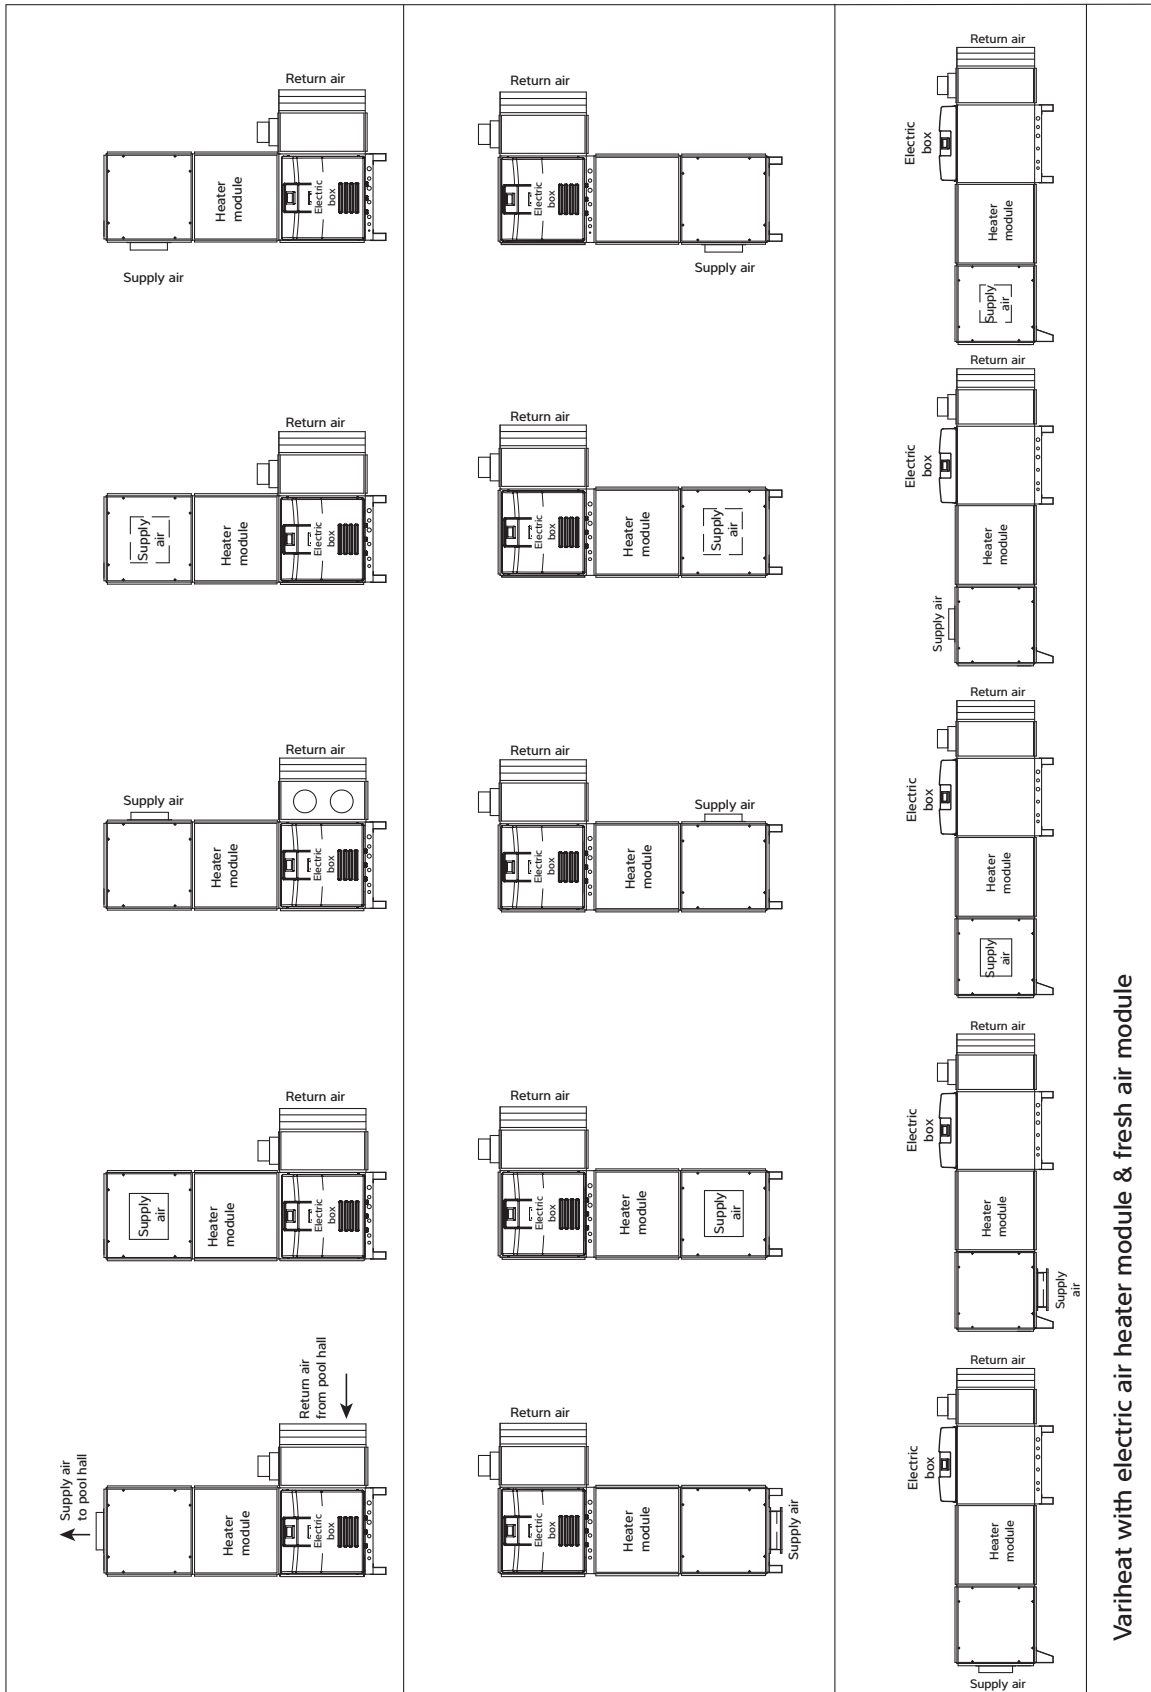 Return air
Heater
module
Electric
box
Supply air
Return air
Supply
air
Heater
module
Electric
box
Supply air
Return air
Heater
module
Electric
box
Return air
Supply
air
Heater
module
Electric
box
Supply air
to pool hall
Return air
from pool hall
Heater
module
Electric
box
Return air
Electric
box
Supply air
Return air
Electric
box
Heater
module
Supply
air
Return air
Electric
box
Heater
module
Supply air
Return air
Electric
box
Heater
module
Supply
air
Return air
Electric
box
Heater
module
Supply air
Return air
Electric
box
Heater
module
Supply
air
Return air
Electric
box
Heater
module
Supply air
Return air
Electric
box
Heater
module
Supply
air
Return air
Electric
box
Heater
module
Supply
air
Return air
Electric
box
Heater
module
Supply air
Variheat with electric air heater module & fresh air module